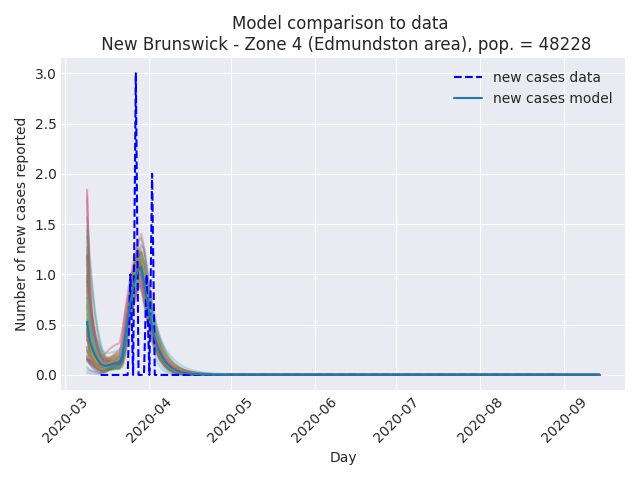 Model comparison to data
New Brunswick - Zone 4 (Edmundston area), pop. = 48228
new cases data
new cases model
Number of new cases reported
3.0
2.5
2.0
1.5
1.0
0.5
0.0
2020-03
2020-04
2020-05
2020-06
2020-07
2020-08
2020-09
Day